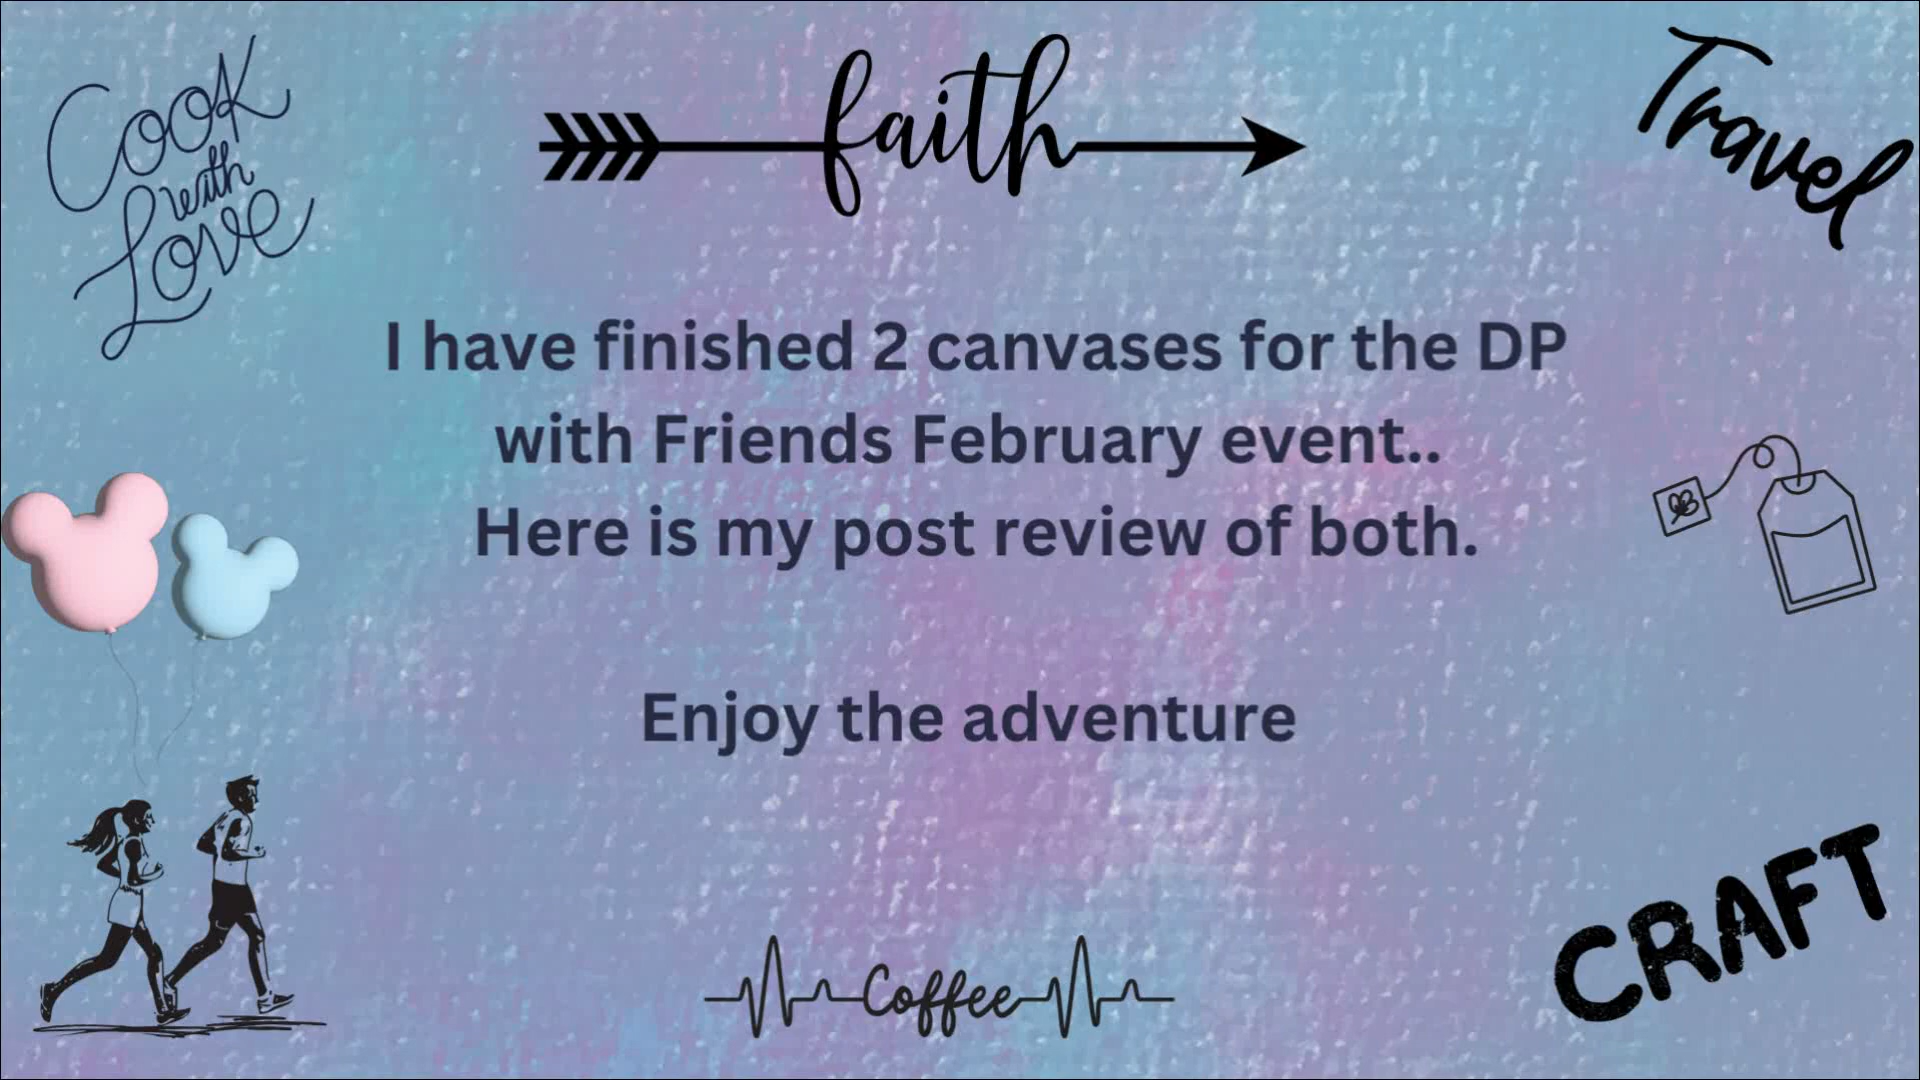 Cook
with
Love
faith
Travel
I have finished 2 canvases for the DP
with Friends February event..
Here is my post review of both.
Enjoy the adventure
Coffee
CRAFT